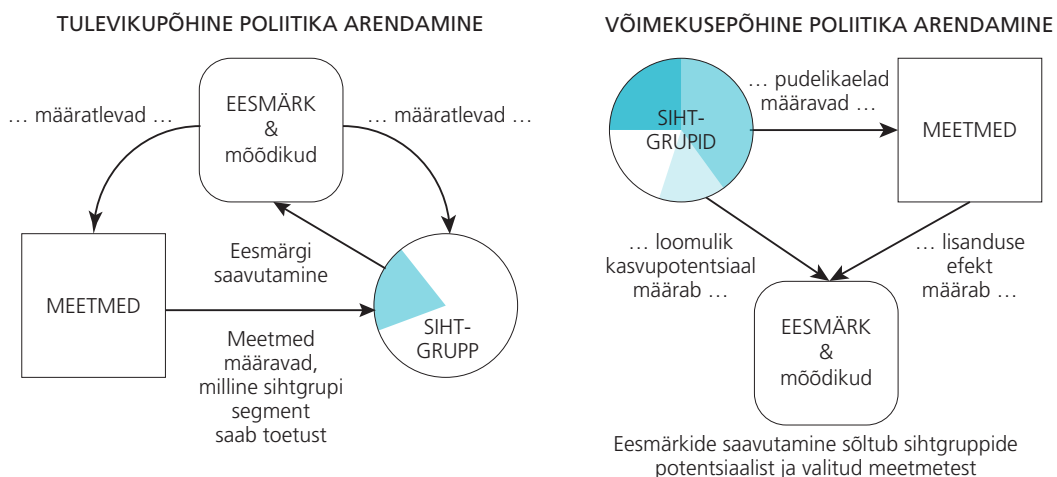 TULEVIKUPÕHINE POLIITIKA ARENDAMINE
… määratlevad …
EESMÄRK
&
mõõdikud
… määratlevad …
Eesmärgi
saavutamine
MEETMED
SIHT-
GRUPP
Meetmed
määravad,
milline sihtgrupi
segment
saab toetust
VÕIMEKUSEPÕHINE POLIITIKA ARENDAMINE
SIHT-
GRUPID
… pudelikaelad
määravad …
MEETMED
… loomulik
kasvupotentsiaal
määrab …
… lisanduse
efekt
määrab …
EESMÄRK
&
mõõdikud
Eesmärkide saavutamine sõltub sihtgruppide
potentsiaalist ja valitud meetmetest